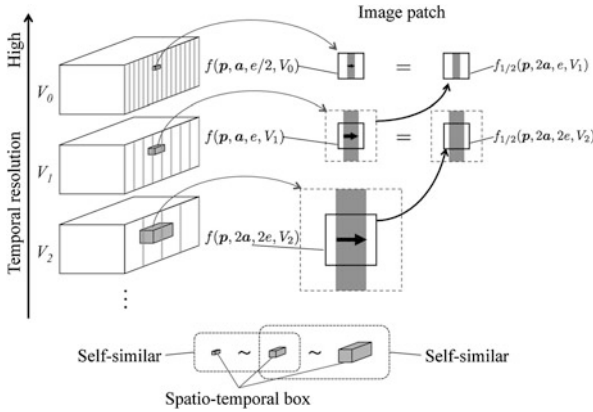 Image patch
High
Temporal resolution
V₀
f(p, a, e/2, V₀)
=
f₁/₂(p, 2a, e, V₁)
V₁
f(p, a, e, V₁)
=
f₁/₂(p, 2a, 2e, V₂)
V₂
f(p, 2a, 2e, V₂)
⋮
Self-similar
~
~
Self-similar
Spatio-temporal box